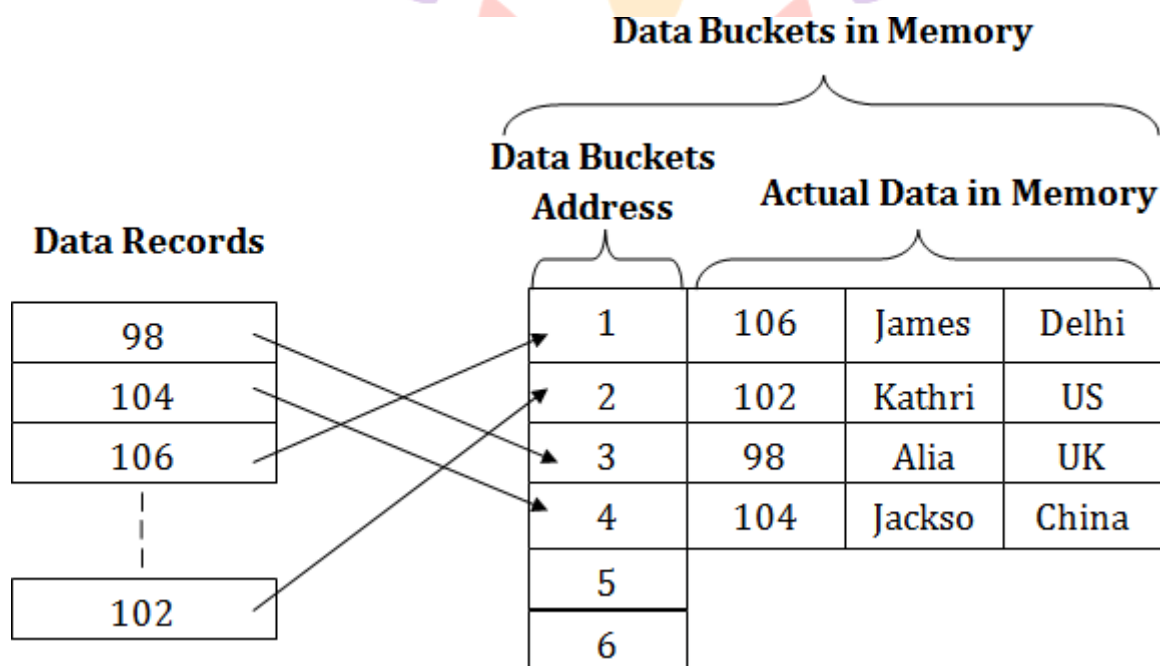 Data Buckets in Memory
Data Buckets
Address
Actual Data in Memory
Data Records
98
104
106
102
1 106 James Delhi
2 102 Kathri US
3 98 Alia UK
4 104 Jackso China
5
6